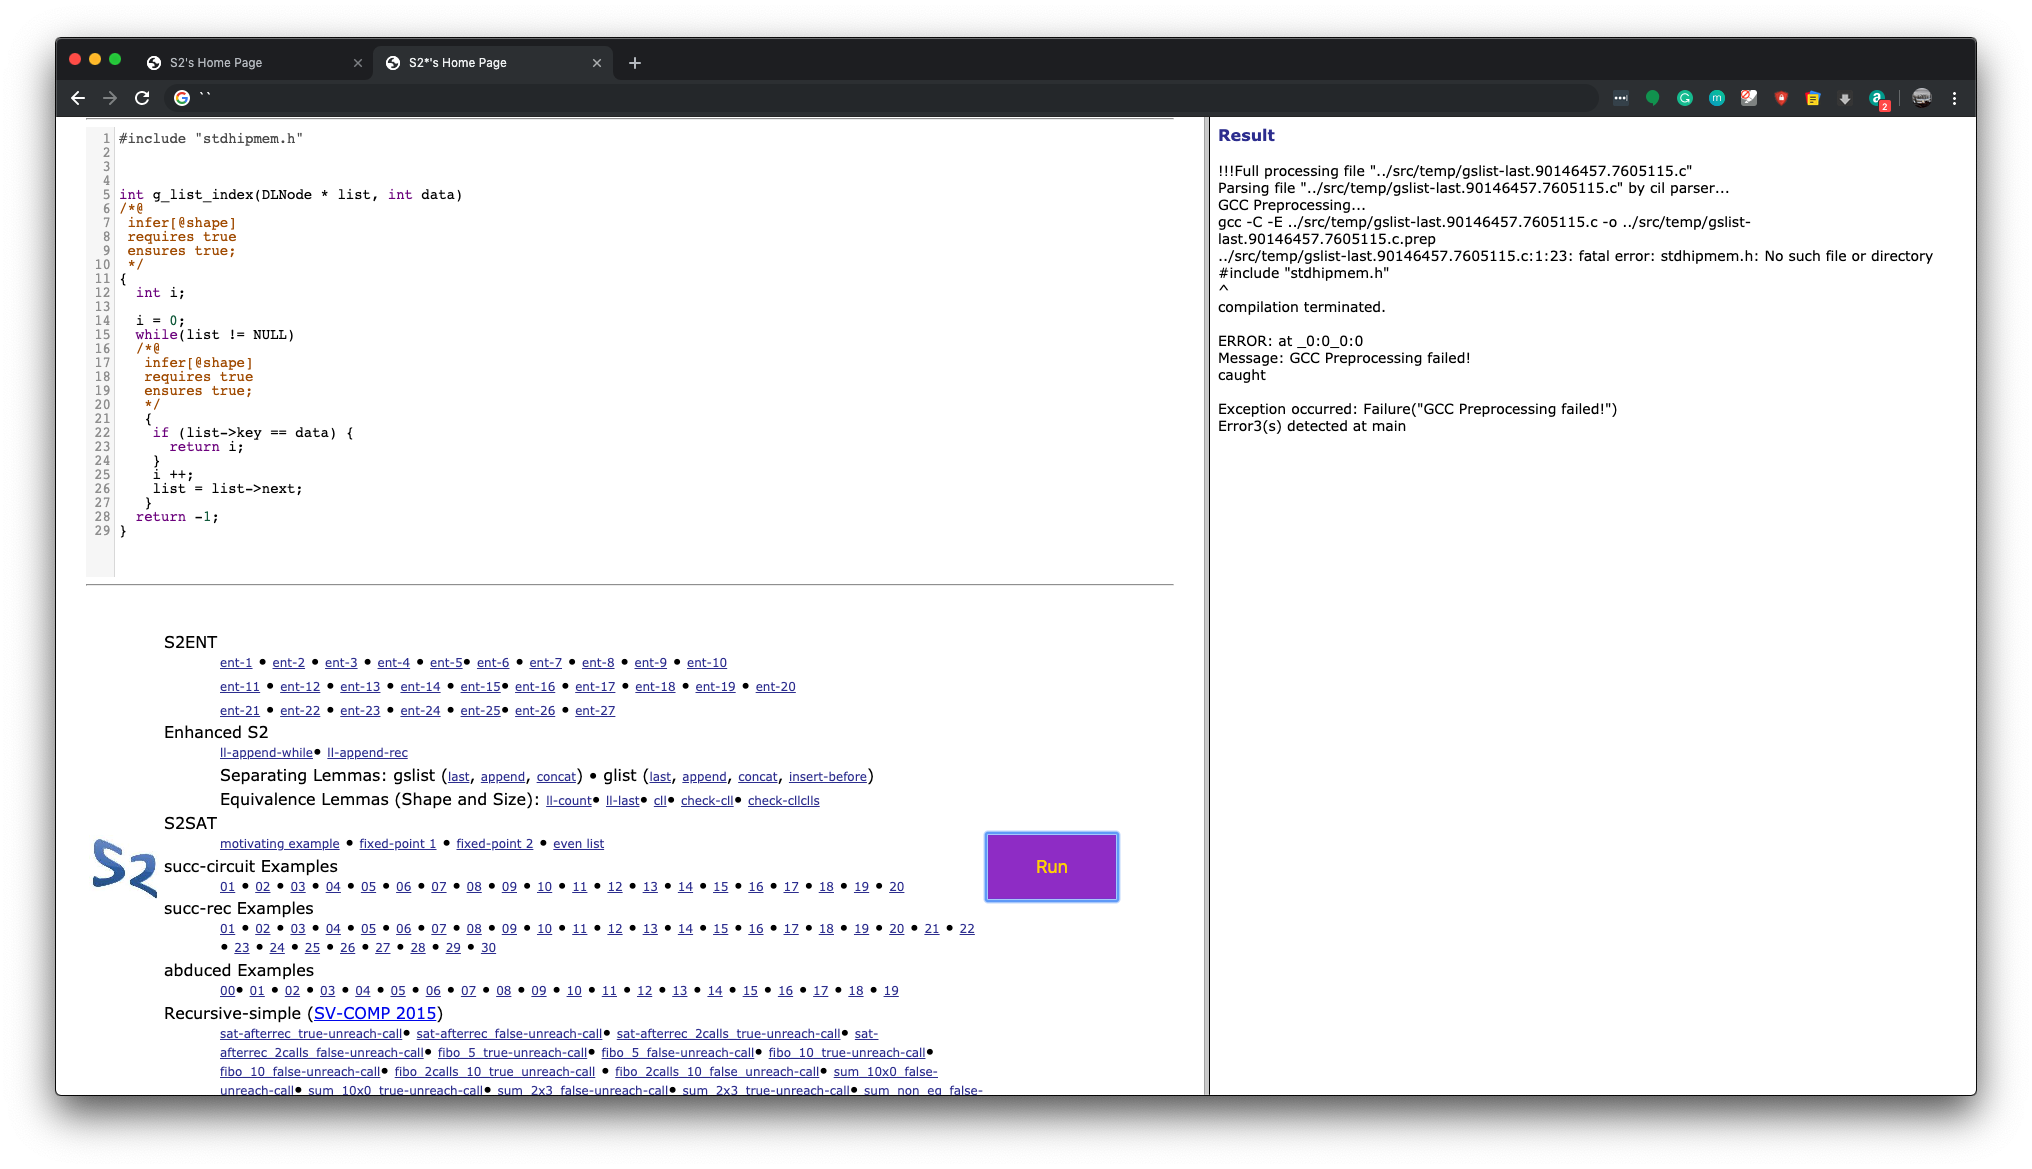 S2's Home Page
S2*'s Home Page
``
2
1 #include "stdhipmem.h"
2
3
4
5 int g_list_index(DLNode * list, int data)
6 /*@
7 infer[@shape]
8 requires true
9 ensures true;
10 */
11 {
12 int i;
13
14 i = 0;
15 while(list != NULL)
16 /*@
17 infer[@shape]
18 requires true
19 ensures true;
20 */
21 {
22 if (list->key == data) {
23 return i;
24 }
25 i ++;
26 list = list->next;
27 }
28 return -1;
29 }
S2ENT
ent-1 • ent-2 • ent-3 • ent-4 • ent-5• ent-6 • ent-7 • ent-8 • ent-9 • ent-10
ent-11 • ent-12 • ent-13 • ent-14 • ent-15• ent-16 • ent-17 • ent-18 • ent-19 • ent-20
ent-21 • ent-22 • ent-23 • ent-24 • ent-25• ent-26 • ent-27
Enhanced S2
ll-append-while• ll-append-rec
Separating Lemmas: gslist (last, append, concat) • glist (last, append, concat, insert-before)
Equivalence Lemmas (Shape and Size): ll-count• ll-last• cll• check-cll• check-cllclls
S2SAT
motivating example • fixed-point 1 • fixed-point 2 • even list
S2
succ-circuit Examples
01 • 02 • 03 • 04 • 05 • 06 • 07 • 08 • 09 • 10 • 11 • 12 • 13 • 14 • 15 • 16 • 17 • 18 • 19 • 20
succ-rec Examples
01 • 02 • 03 • 04 • 05 • 06 • 07 • 08 • 09 • 10 • 11 • 12 • 13 • 14 • 15 • 16 • 17 • 18 • 19 • 20 • 21 • 22
• 23 • 24 • 25 • 26 • 27 • 28 • 29 • 30
abduced Examples
00• 01 • 02 • 03 • 04 • 05 • 06 • 07 • 08 • 09 • 10 • 11 • 12 • 13 • 14 • 15 • 16 • 17 • 18 • 19
Recursive-simple (SV-COMP 2015)
sat-afterrec_true-unreach-call• sat-afterrec_false-unreach-call• sat-afterrec_2calls_true-unreach-call• sat-
afterrec_2calls_false-unreach-call• fibo_5_true-unreach-call• fibo_5_false-unreach-call• fibo_10_true-unreach-call•
fibo_10_false-unreach-call• fibo_2calls_10_true_unreach-call • fibo_2calls_10_false_unreach-call• sum_10x0_false-
unreach-call• sum_10x0_true-unreach-call• sum_2x3_false-unreach-call• sum_2x3_true-unreach-call• sum_non_eq_false-
Run
Result
!!!Full processing file "../src/temp/gslist-last.90146457.7605115.c"
Parsing file "../src/temp/gslist-last.90146457.7605115.c" by cil parser...
GCC Preprocessing...
gcc -C -E ../src/temp/gslist-last.90146457.7605115.c -o ../src/temp/gslist-
last.90146457.7605115.c.prep
../src/temp/gslist-last.90146457.7605115.c:1:23: fatal error: stdhipmem.h: No such file or directory
#include "stdhipmem.h"
^
compilation terminated.
ERROR: at _0:0_0:0
Message: GCC Preprocessing failed!
caught
Exception occurred: Failure("GCC Preprocessing failed!")
Error3(s) detected at main